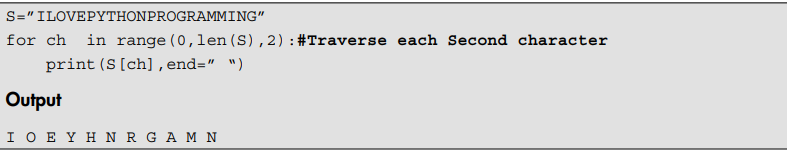 S=”ILOVEPYTHONPROGRAMMING”
for ch  in range(0,len(S),2):#Traverse each Second character
    print(S[ch],end=” “)
Output
I O E Y H N R G A M N